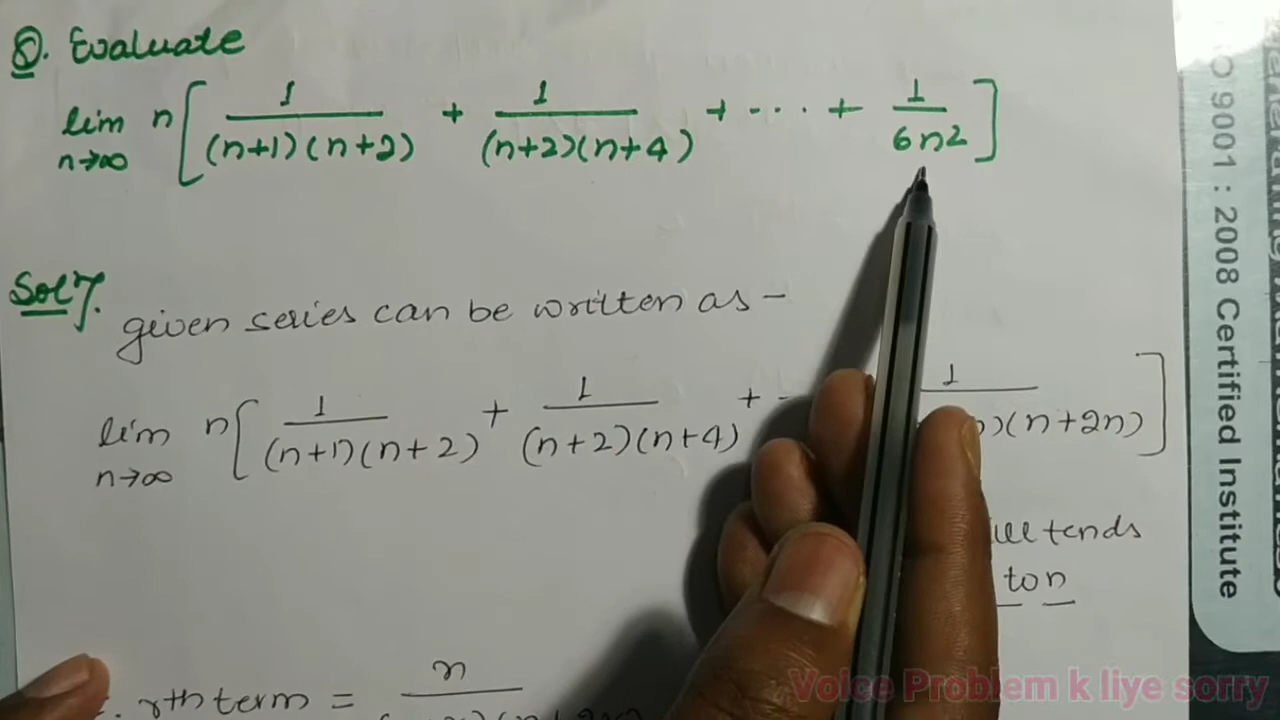 Q. Evaluate
lim n→∞ n[ 1/(n+1)(n+2) + 1/(n+2)(n+4) + ... + 1/6n2 ]
Soln.
given series can be written as -
lim n→∞ n[ 1/(n+1)(n+2) + 1/(n+2)(n+4) + - 1/ )(n+2n) ]
tends
to n
rth term = n/
Voice Problem k liye sorry
9001 : 2008 Certified Institute